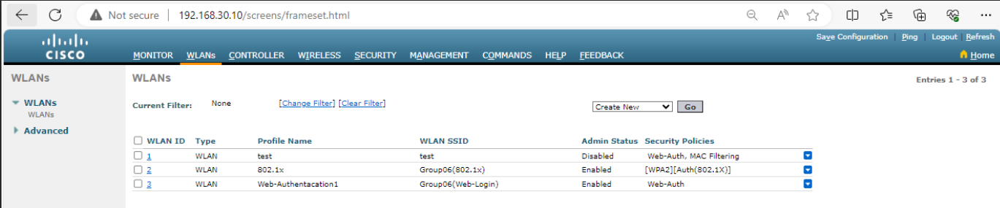 Not secure 192.168.30.10/screens/frameset.html
Save Configuration Ping Logout Refresh
CISCO MONITOR WLANs CONTROLLER WIRELESS SECURITY MANAGEMENT COMMANDS HELP FEEDBACK Home
WLANs
WLANs
WLANs
Advanced
WLANs Entries 1 - 3 of 3
Current Filter: None [Change Filter] [Clear Filter] Create New Go
WLAN ID Type Profile Name WLAN SSID Admin Status Security Policies
1 WLAN test test Disabled Web-Auth, MAC Filtering
2 WLAN 802.1x Group06(802.1x) Enabled [WPA2][Auth(802.1X)]
3 WLAN Web-Authentacation1 Group06(Web-Login) Enabled Web-Auth